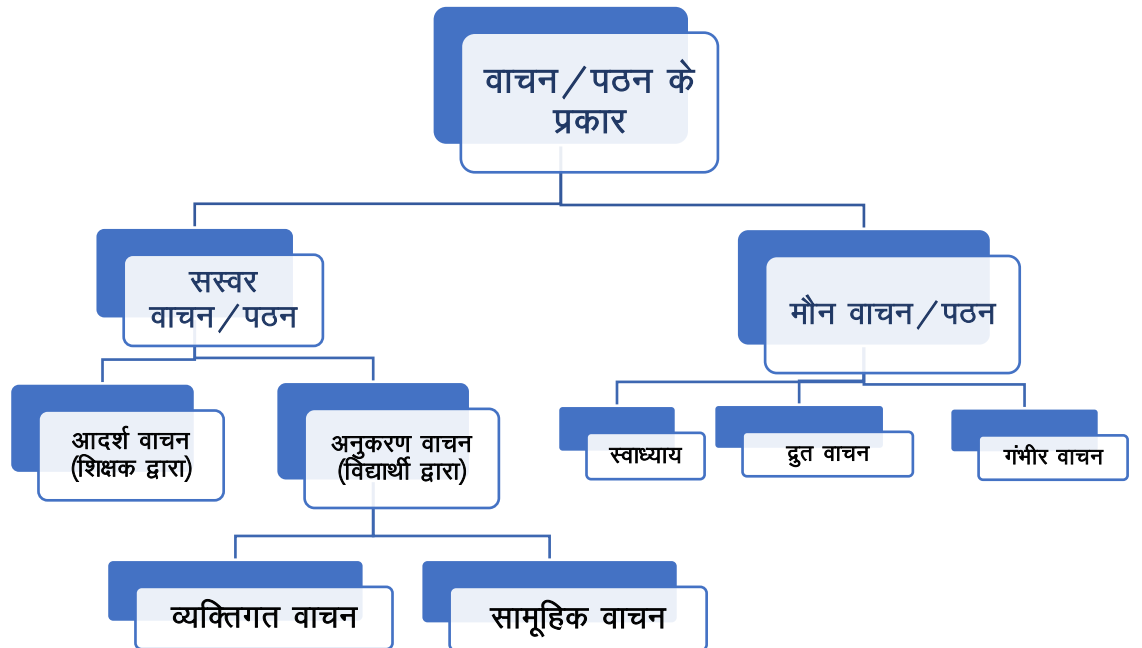 वाचन/पठन के
प्रकार
सस्वर
वाचन/पठन
मौन वाचन/पठन
आदर्श वाचन
(शिक्षक द्वारा)
अनुकरण वाचन
(विद्यार्थी द्वारा)
स्वाध्याय
द्रुत वाचन
गंभीर वाचन
व्यक्तिगत वाचन
सामूहिक वाचन